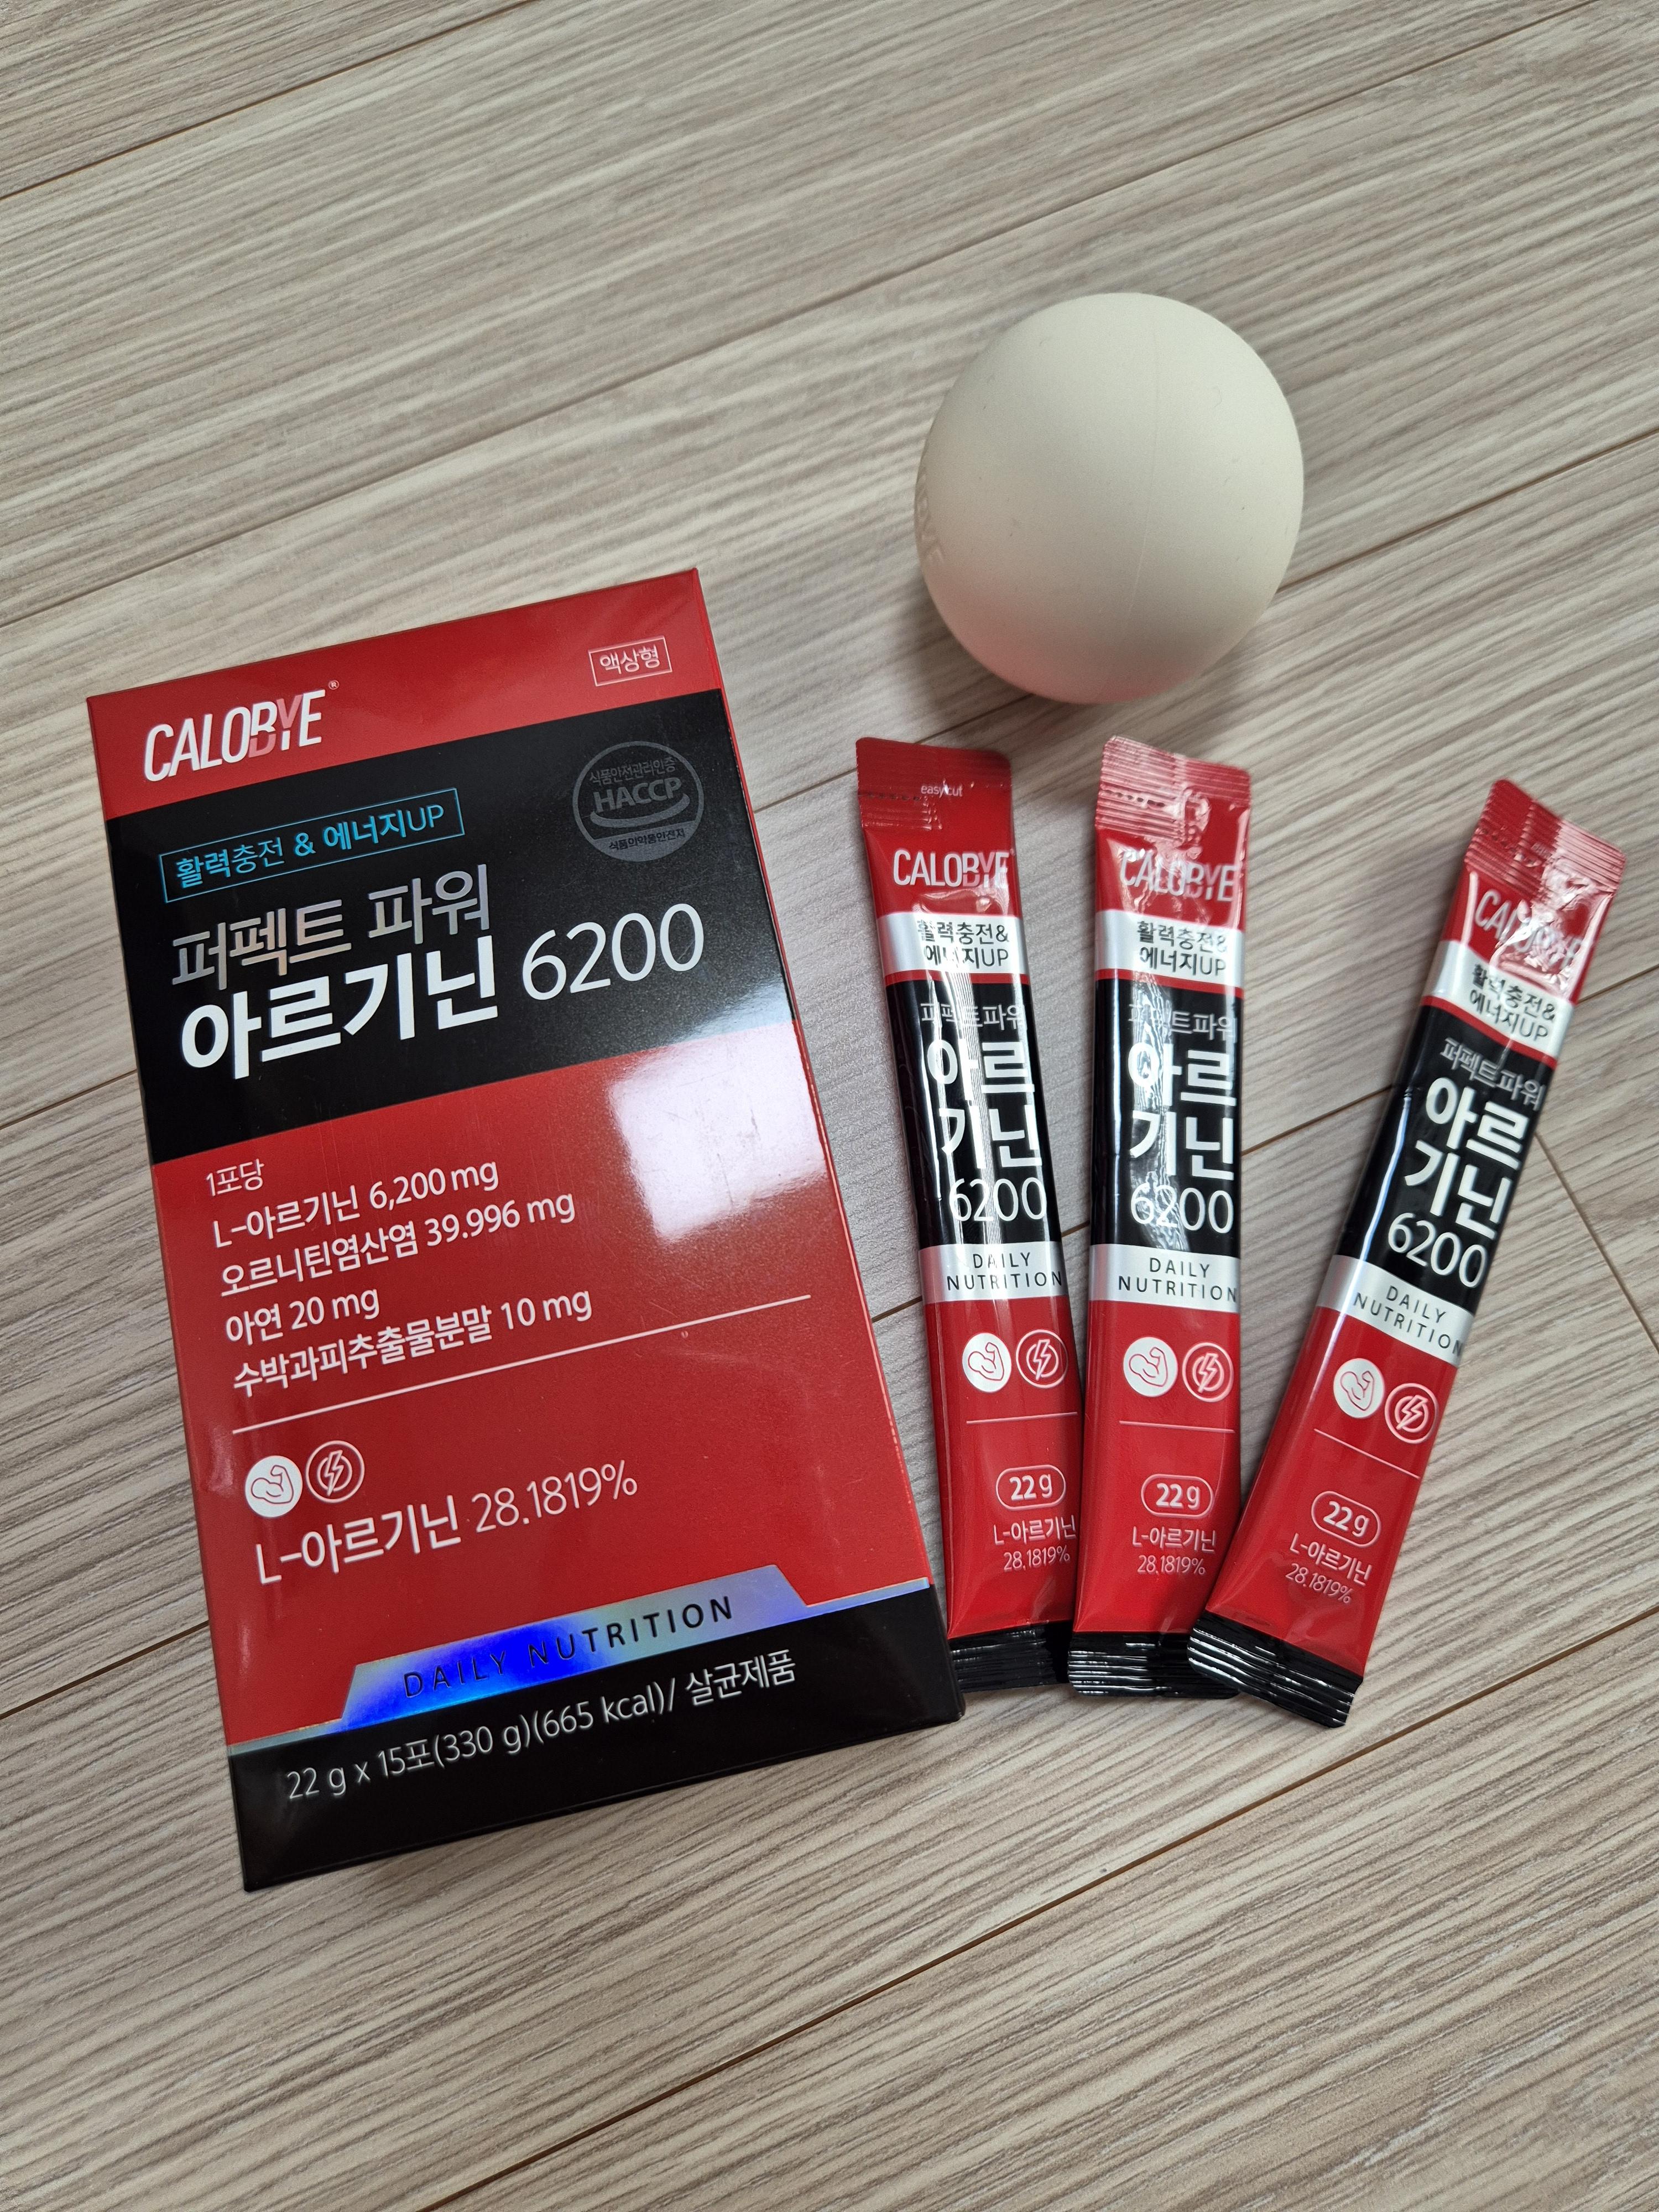 액상형
CALOBYE®
식품안전관리인증
HACCP
식품의약품안전처
활력충전 & 에너지UP
퍼펙트 파워
아르기닌 6200
1포당
L-아르기닌 6,200 mg
오르니틴염산염 39.996 mg
아연 20 mg
수박과피추출물분말 10 mg
L-아르기닌 28.1819%
DAILY NUTRITION
22 g x 15포(330 g)(665 kcal)/ 살균제품
easy cut
CALOBYE
활력충전&
에너지UP
퍼펙트파워
아르
기닌
6200
DAILY
NUTRITION
22 g
L-아르기닌
28.1819%
CALOBYE
활력충전&
에너지UP
퍼펙트파워
아르
기닌
6200
DAILY
NUTRITION
22 g
L-아르기닌
28.1819%
CALOBYE
활력충전&
에너지UP
퍼펙트파워
아르
기닌
6200
DAILY
NUTRITION
22 g
L-아르기닌
28.1819%